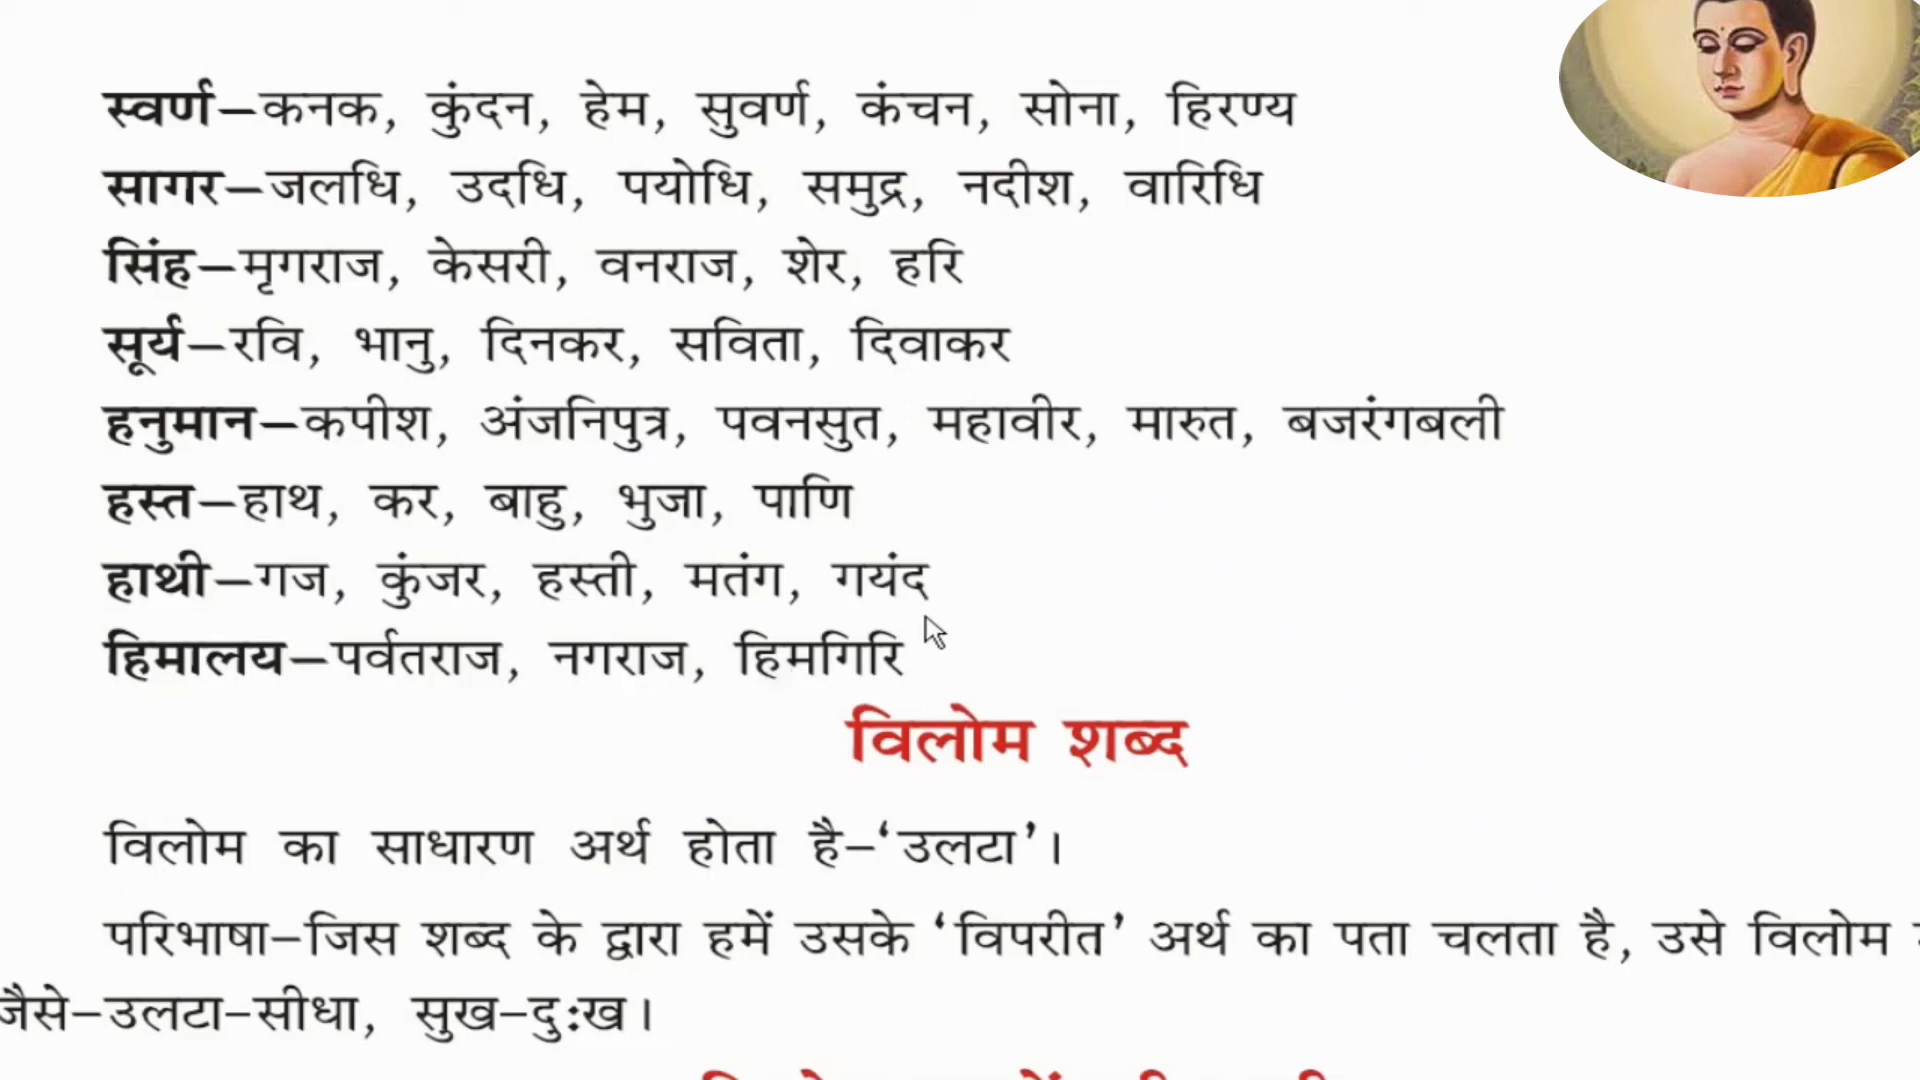 स्वर्ण–कनक, कुंदन, हेम, सुवर्ण, कंचन, सोना, हिरण्य
सागर–जलधि, उदधि, पयोधि, समुद्र, नदीश, वारिधि
सिंह–मृगराज, केसरी, वनराज, शेर, हरि
सूर्य–रवि, भानु, दिनकर, सविता, दिवाकर
हनुमान–कपीश, अंजनिपुत्र, पवनसुत, महावीर, मारुत, बजरंगबली
हस्त–हाथ, कर, बाहु, भुजा, पाणि
हाथी–गज, कुंजर, हस्ती, मतंग, गयंद
हिमालय–पर्वतराज, नगराज, हिमगिरि
विलोम शब्द
विलोम का साधारण अर्थ होता है–‘उलटा’।
परिभाषा–जिस शब्द के द्वारा हमें उसके ‘विपरीत’ अर्थ का पता चलता है, उसे विलोम
जैसे–उलटा–सीधा, सुख–दुःख।